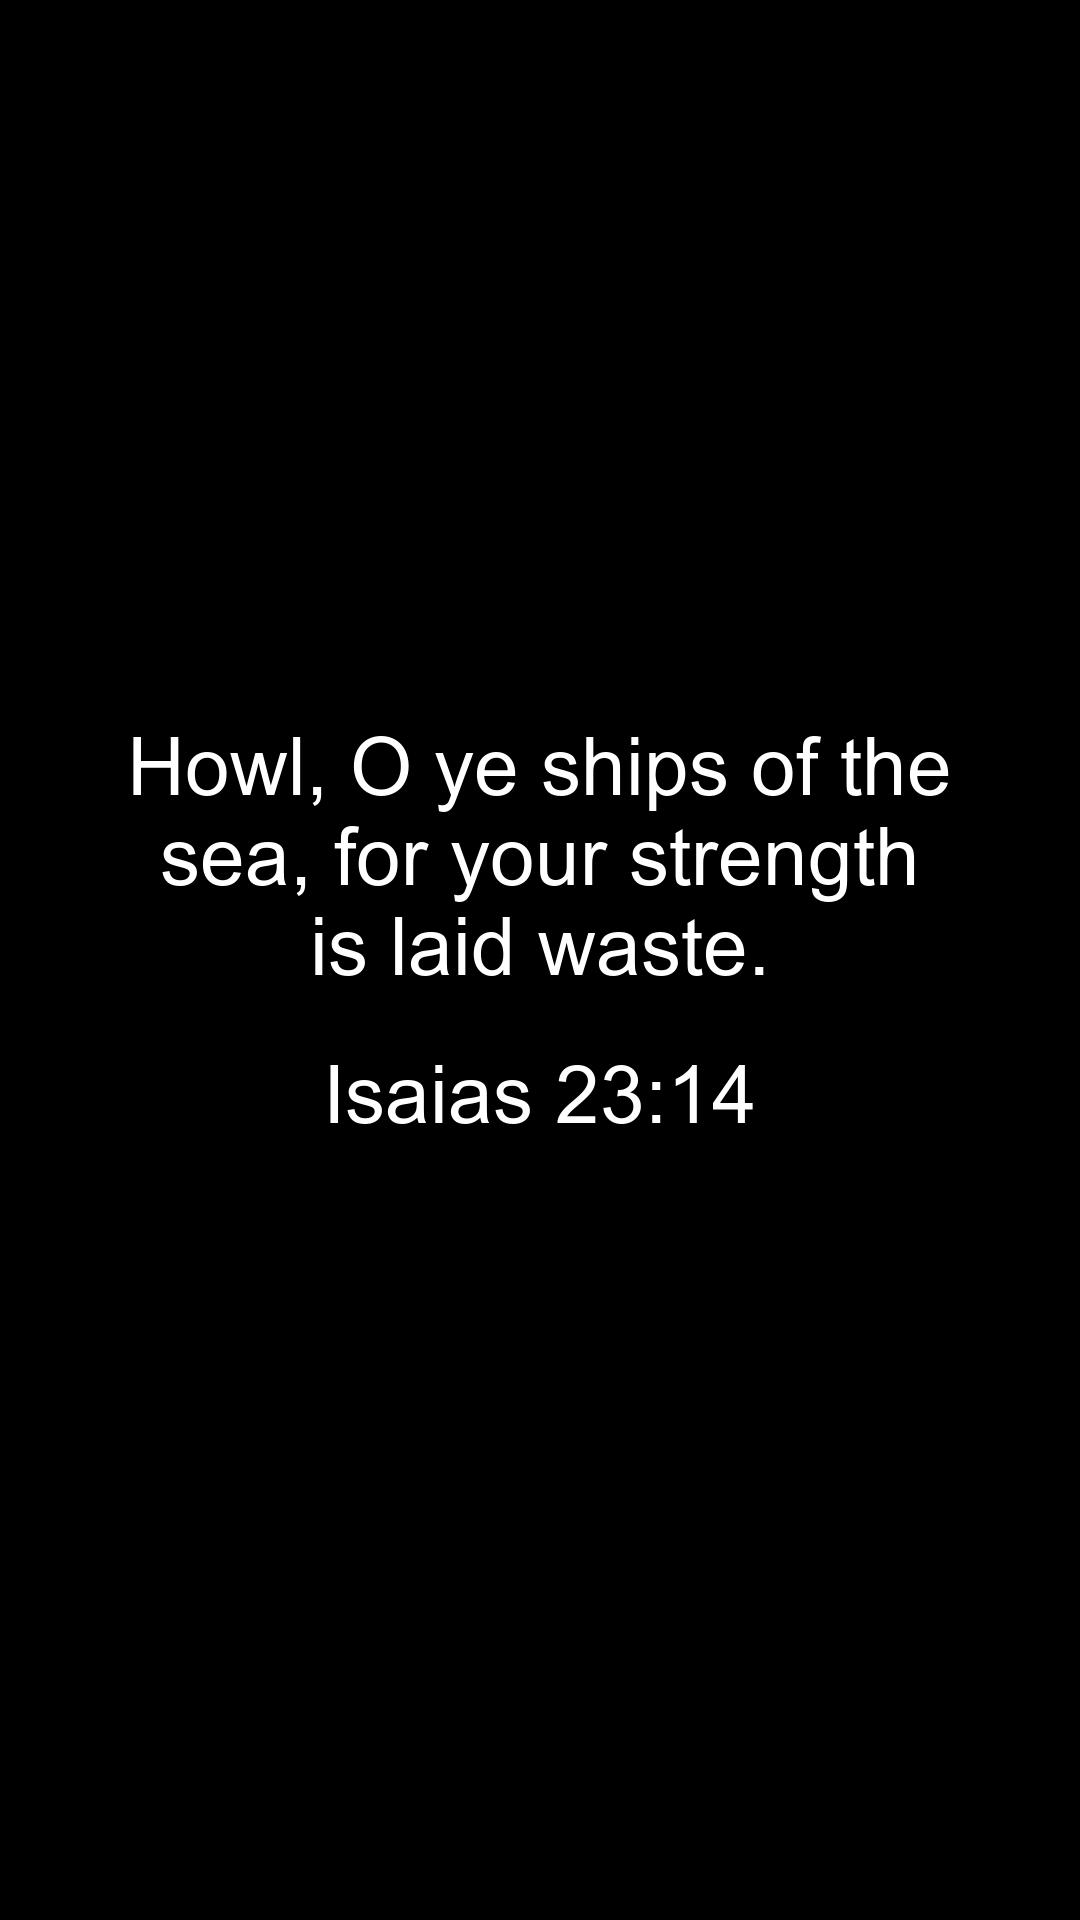 Howl, O ye ships of the
sea, for your strength
is laid waste.
Isaias 23:14